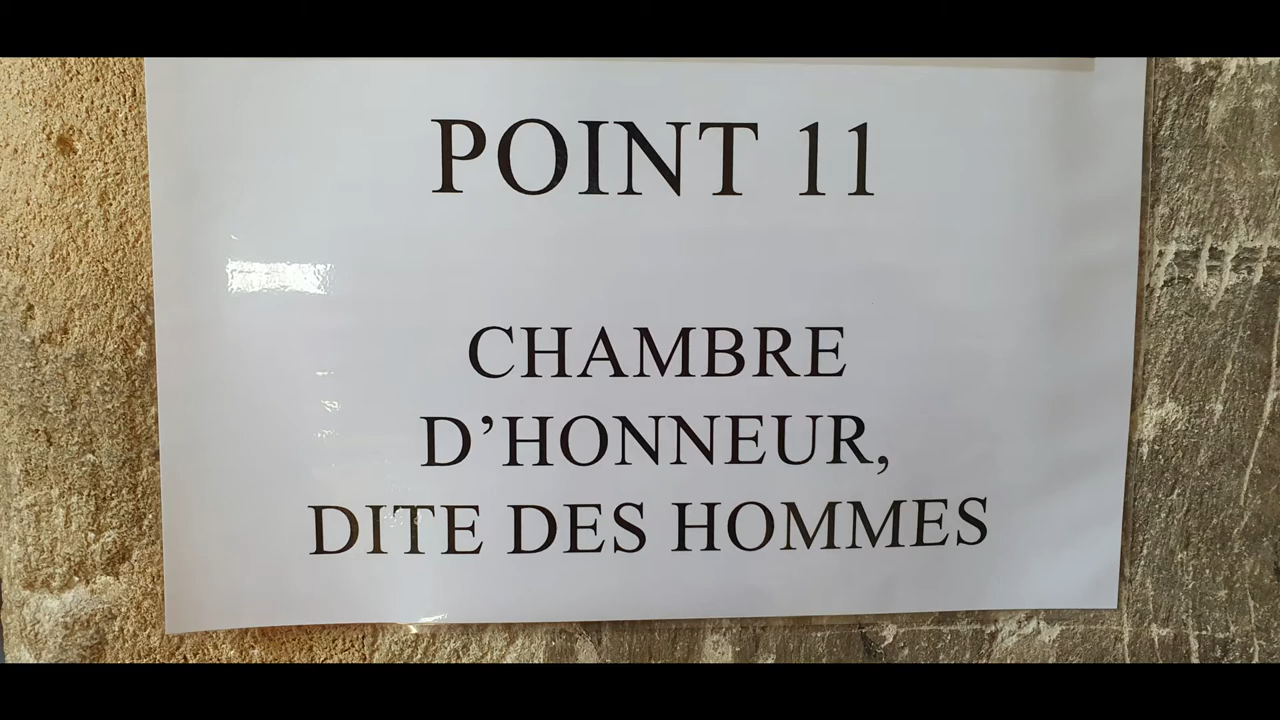 POINT 11
CHAMBRE
D’HONNEUR,
DITE DES HOMMES